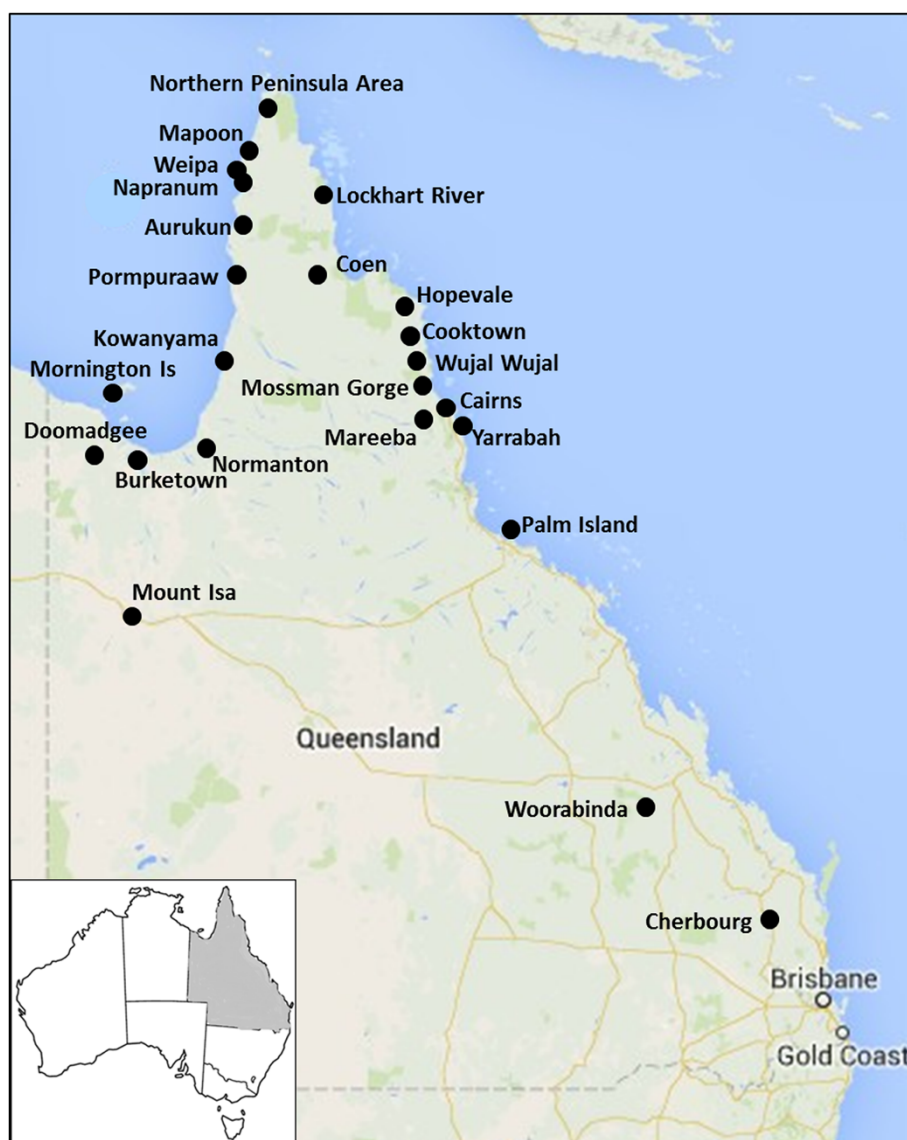 Northern Peninsula Area
Mapoon
Weipa
Napranum
Lockhart River
Aurukun
Coen
Pormpuraaw
Hopevale
Cooktown
Kowanyama
Wujal Wujal
Mornington Is
Mossman Gorge
Cairns
Doomadgee
Mareeba
Yarrabah
Normanton
Burketown
Palm Island
Mount Isa
Queensland
Woorabinda
Cherbourg
Brisbane
Gold Coast